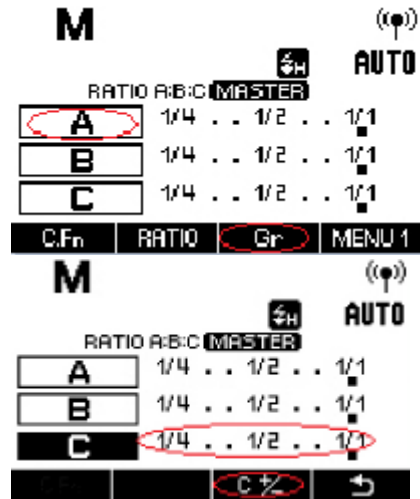 M
H AUTO
RATIO A:B:C MASTER
A 1/4 . . 1/2 . . 1/1
B 1/4 . . 1/2 . . 1/1
C 1/4 . . 1/2 . . 1/1
C.Fn RATIO Gr MENU 1
M
H AUTO
RATIO A:B:C MASTER
A 1/4 . . 1/2 . . 1/1
B 1/4 . . 1/2 . . 1/1
C 1/4 . . 1/2 . . 1/1
C.Fn C +/-